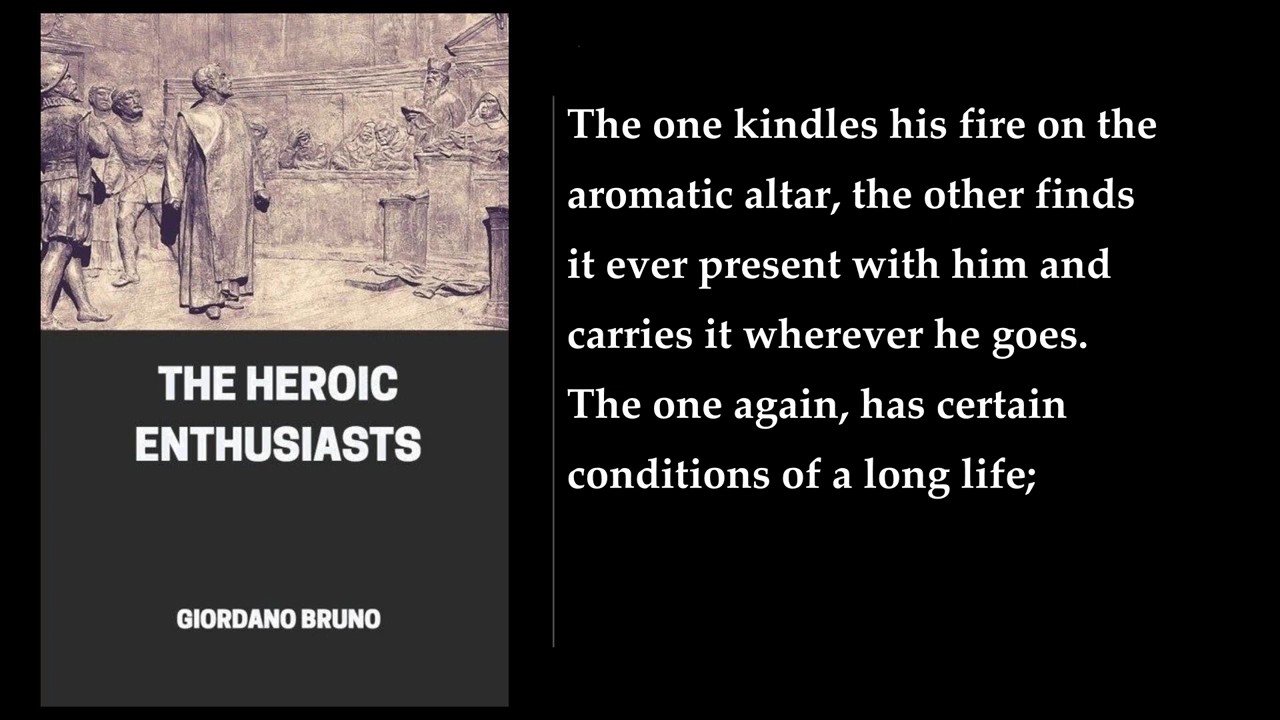 THE HEROIC
ENTHUSIASTS
GIORDANO BRUNO
The one kindles his fire on the
aromatic altar, the other finds
it ever present with him and
carries it wherever he goes.
The one again, has certain
conditions of a long life;